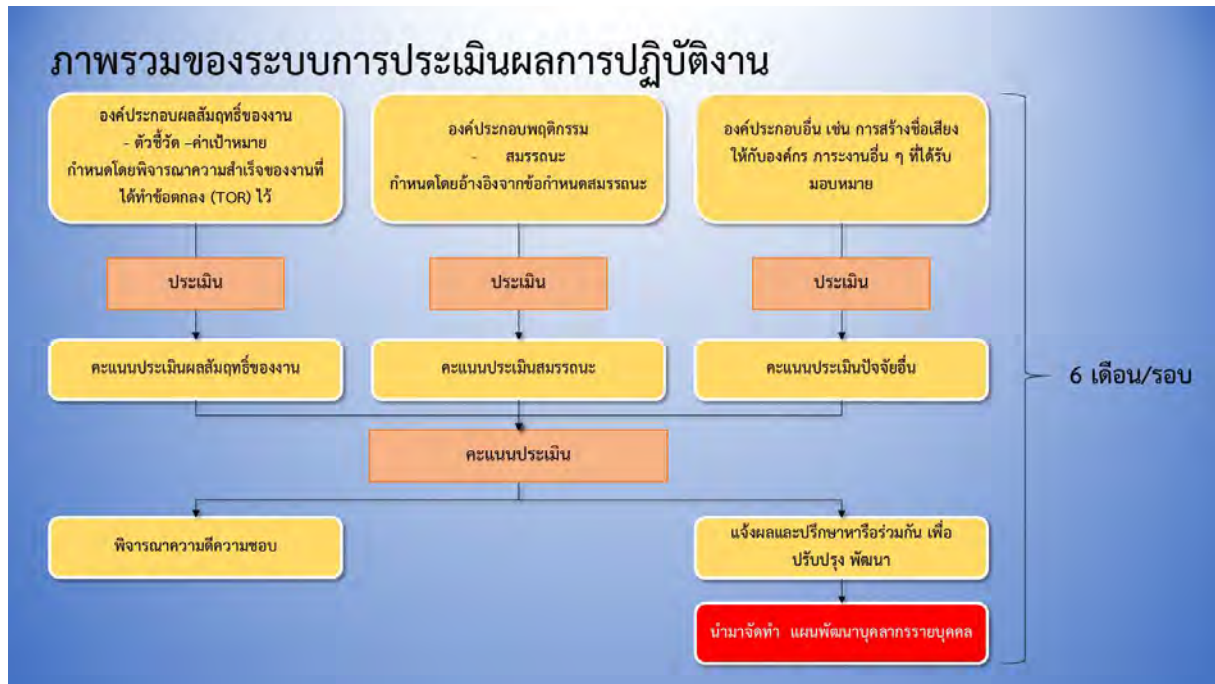 ภาพรวมของระบบการประเมินผลการปฏิบัติงาน
องค์ประกอบผลสัมฤทธิ์ของงาน
- ตัวชี้วัด –ค่าเป้าหมาย
กำหนดโดยพิจารณาความสำเร็จของงานที่
ได้ทำข้อตกลง (TOR) ไว้
องค์ประกอบพฤติกรรม
- สมรรถนะ
กำหนดโดยอ้างอิงจากข้อกำหนดสมรรถนะ
องค์ประกอบอื่น เช่น การสร้างชื่อเสียง
ให้กับองค์กร ภาระงานอื่น ๆ ที่ได้รับ
มอบหมาย
ประเมิน
ประเมิน
ประเมิน
คะแนนประเมินผลสัมฤทธิ์ของงาน
คะแนนประเมินสมรรถนะ
คะแนนประเมินปัจจัยอื่น
6 เดือน/รอบ
คะแนนประเมิน
พิจารณาความดีความชอบ
แจ้งผลและปรึกษาหารือร่วมกัน เพื่อ
ปรับปรุง พัฒนา
นำมาจัดทำ แผนพัฒนาบุคลากรรายบุคคล